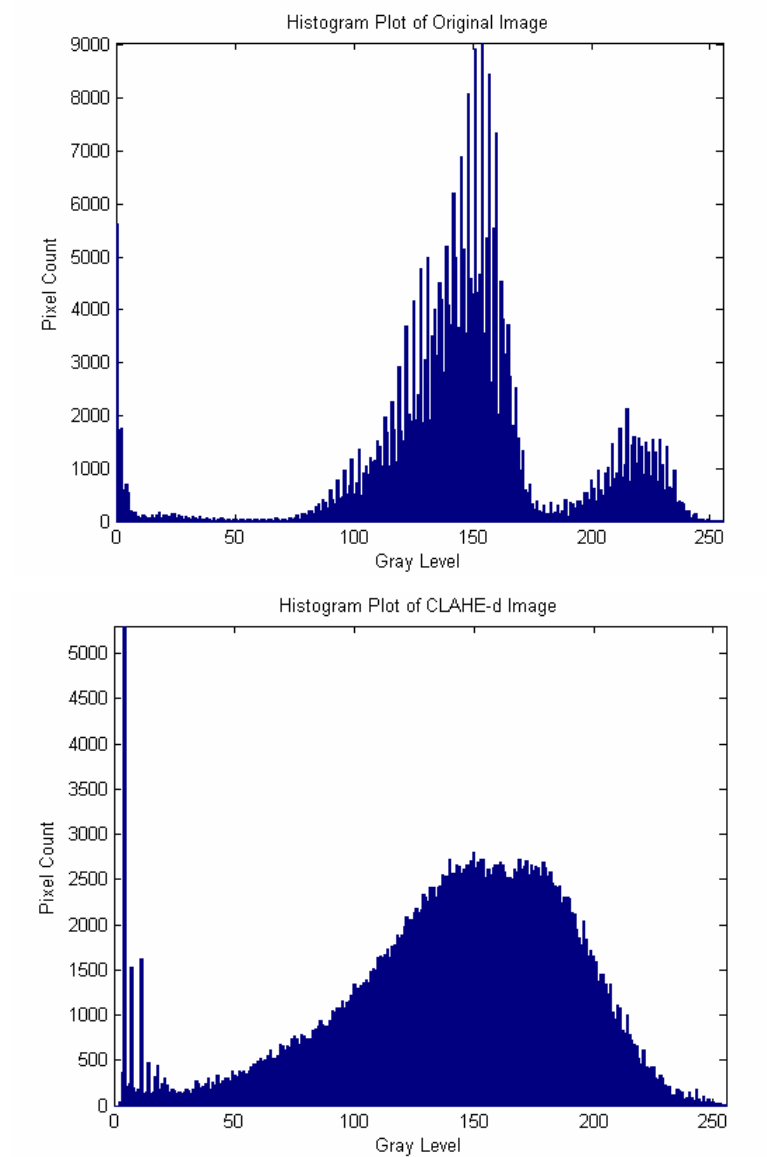 Histogram Plot of Original Image
9000
8000
7000
6000
5000
4000
3000
2000
1000
0
Pixel Count
0 50 100 150 200 250
Gray Level
Histogram Plot of CLAHE-d Image
5000
4500
4000
3500
3000
2500
2000
1500
1000
500
0
Pixel Count
0 50 100 150 200 250
Gray Level